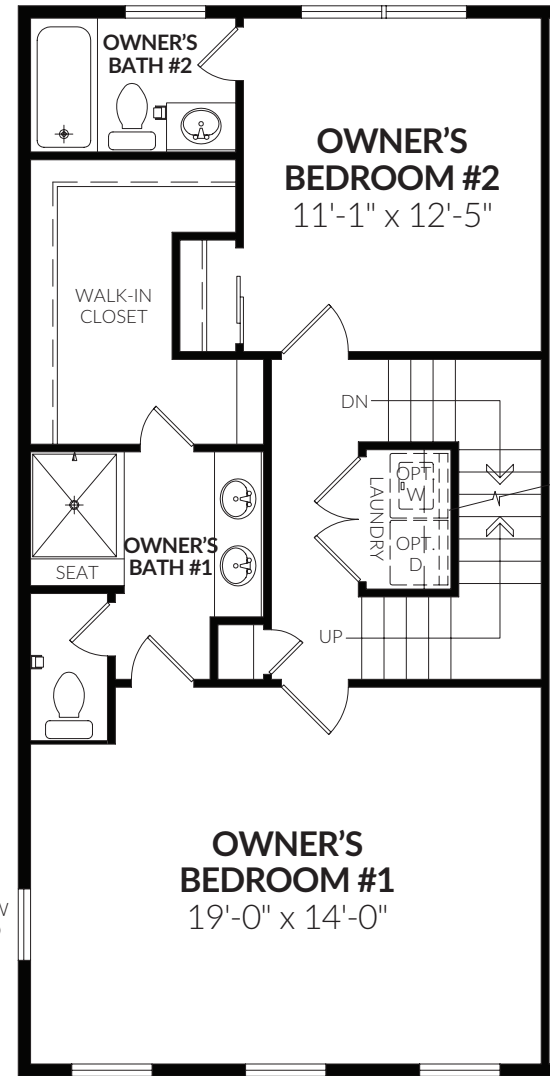 OWNER'S
BATH #2
OWNER'S
BEDROOM #2
11'-1" x 12'-5"
WALK-IN
CLOSET
DN
OPT.
W
LAUNDRY
OPT.
D
OWNER'S
BATH #1
SEAT
UP
OWNER'S
BEDROOM #1
19'-0" x 14'-0"
W